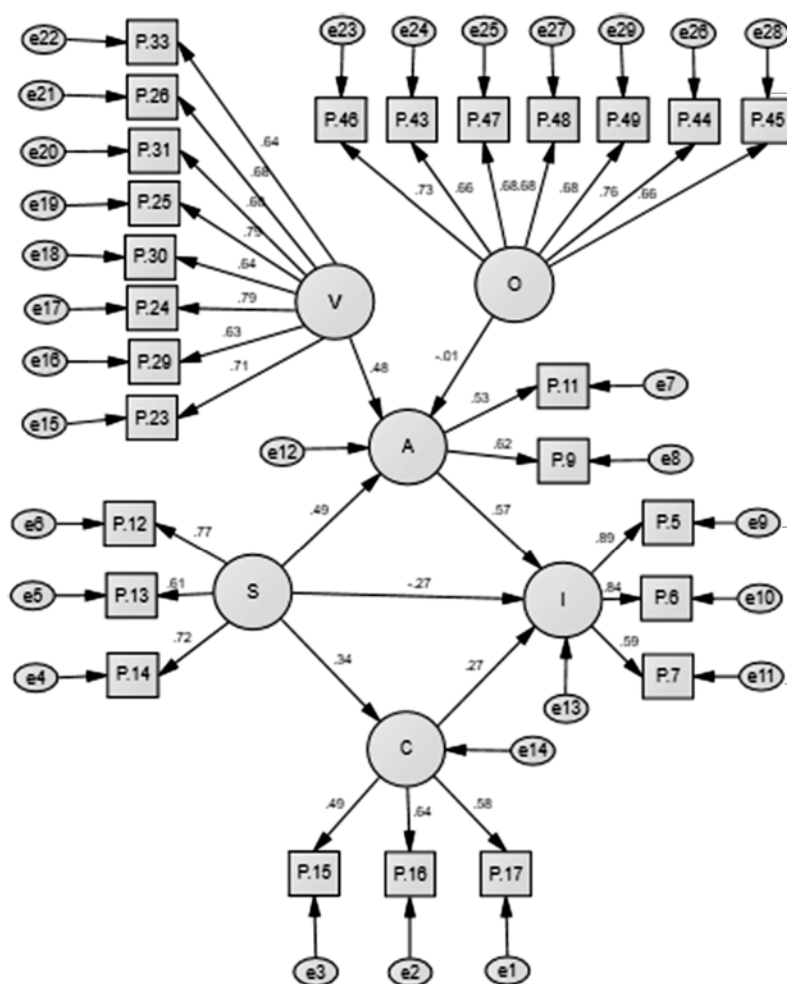 e22 P.33
e21 P.26
e20 P.31
e19 P.25
e18 P.30
e17 P.24
e16 P.29
e15 P.23
.64
.68
.79
.64
.79
.63
.71
V
e23 e24 e25 e27 e29 e26 e28
P.46 P.43 P.47 P.48 P.49 P.44 P.45
.73 .66 .68 .68 .68 .76 .66
O
.48 -.01
e12 A
.53 P.11 e7
.62 P.9 e8
.49 .57
e6 P.12 .77
e5 P.13 .61
e4 P.14 .72
S
-.27
I
.89 P.5 e9
.84 P.6 e10
.59 P.7 e11
e13
.34 .27
C e14
.49 .64 .58
P.15 P.16 P.17
e3 e2 e1